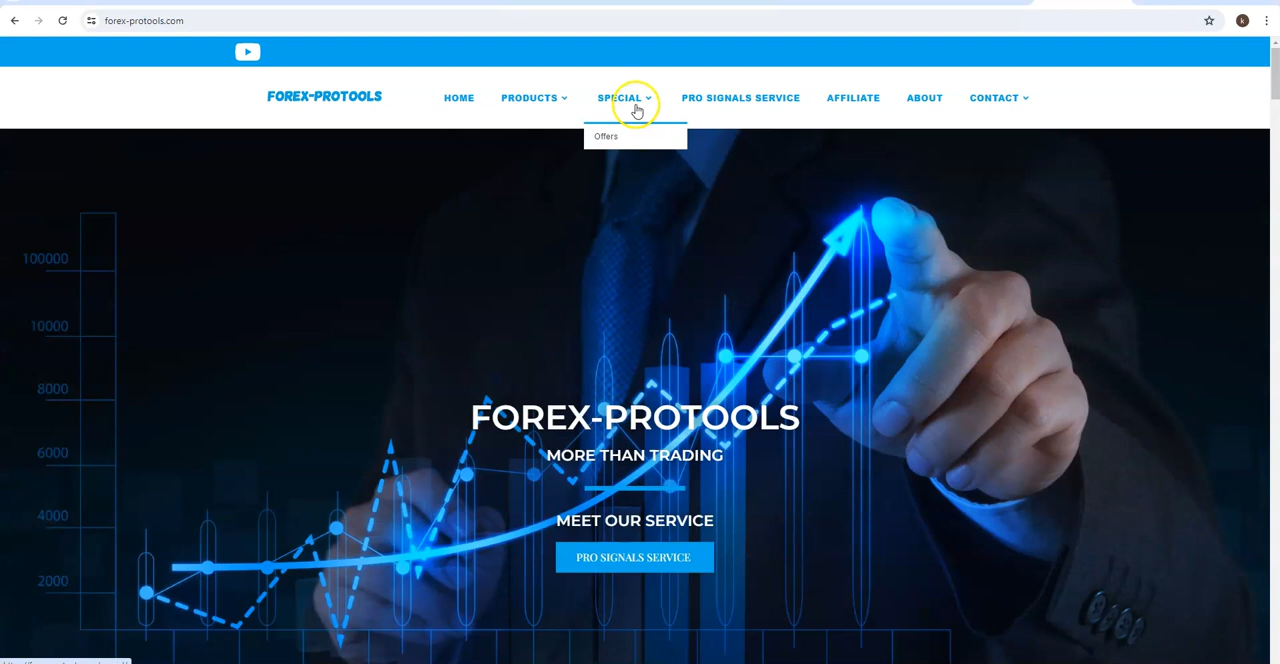 forex-protools.com
k
FOREX-PROTOOLS
HOME
PRODUCTS
SPECIAL
PRO SIGNALS SERVICE
AFFILIATE
ABOUT
CONTACT
Offers
100000
10000
8000
6000
4000
2000
FOREX-PROTOOLS
MORE THAN TRADING
MEET OUR SERVICE
PRO SIGNALS SERVICE